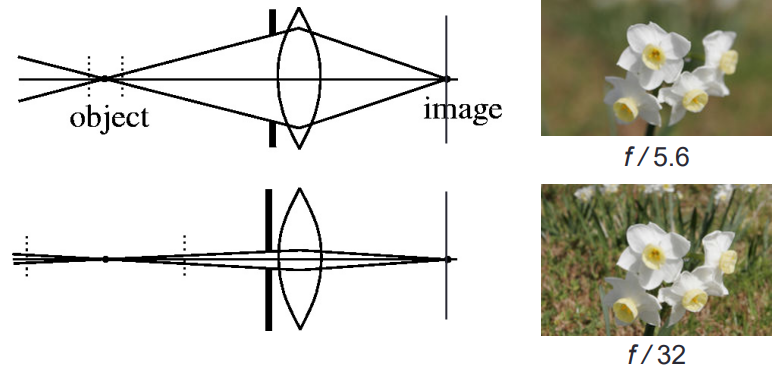 object
image
f / 5.6
f / 32